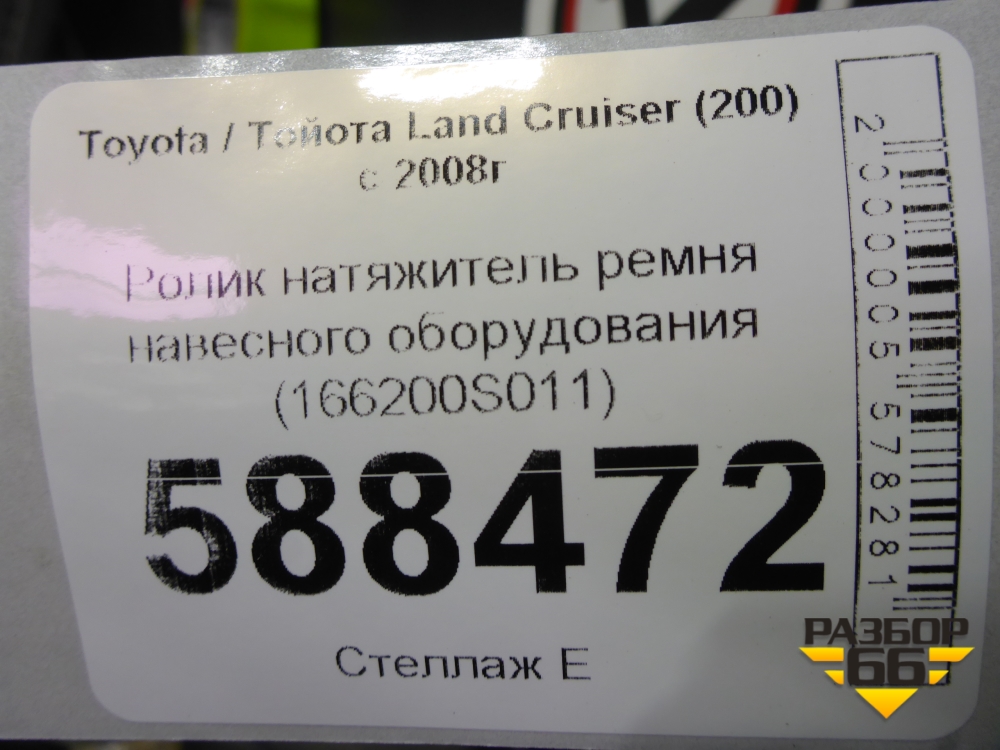 Toyota / Тойота Land Cruiser (200)
с 2008г
Ролик натяжитель ремня
навесного оборудования
(166200S011)
588472
Стеллаж Е
2000005578281
РАЗБОР
66